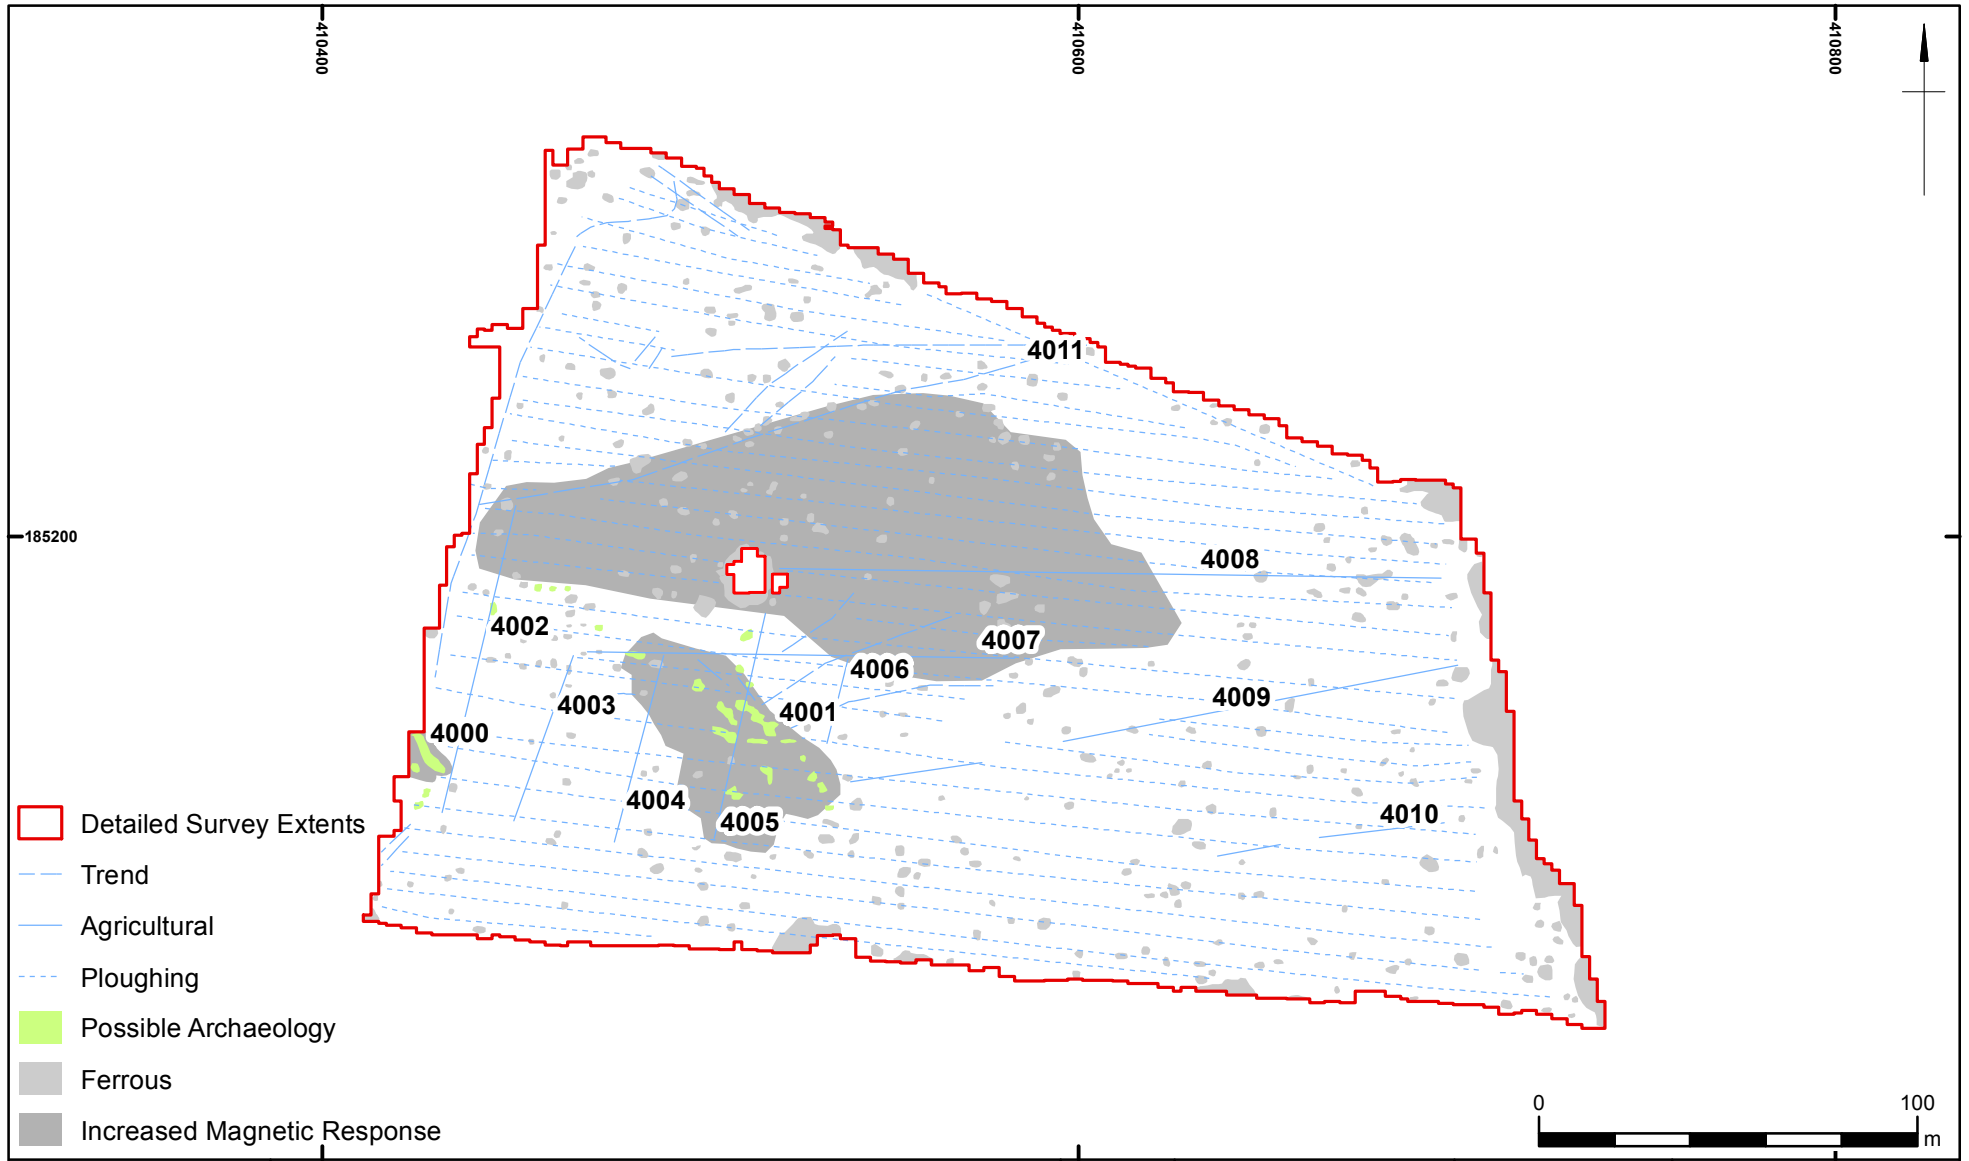 410400
410600
410800
4011
185200
4008
4002
4007
4006
4009
4003
4001
4000
4004
4010
4005
Detailed Survey Extents
Trend
Agricultural
Ploughing
Possible Archaeology
Ferrous
Increased Magnetic Response
0 100
m